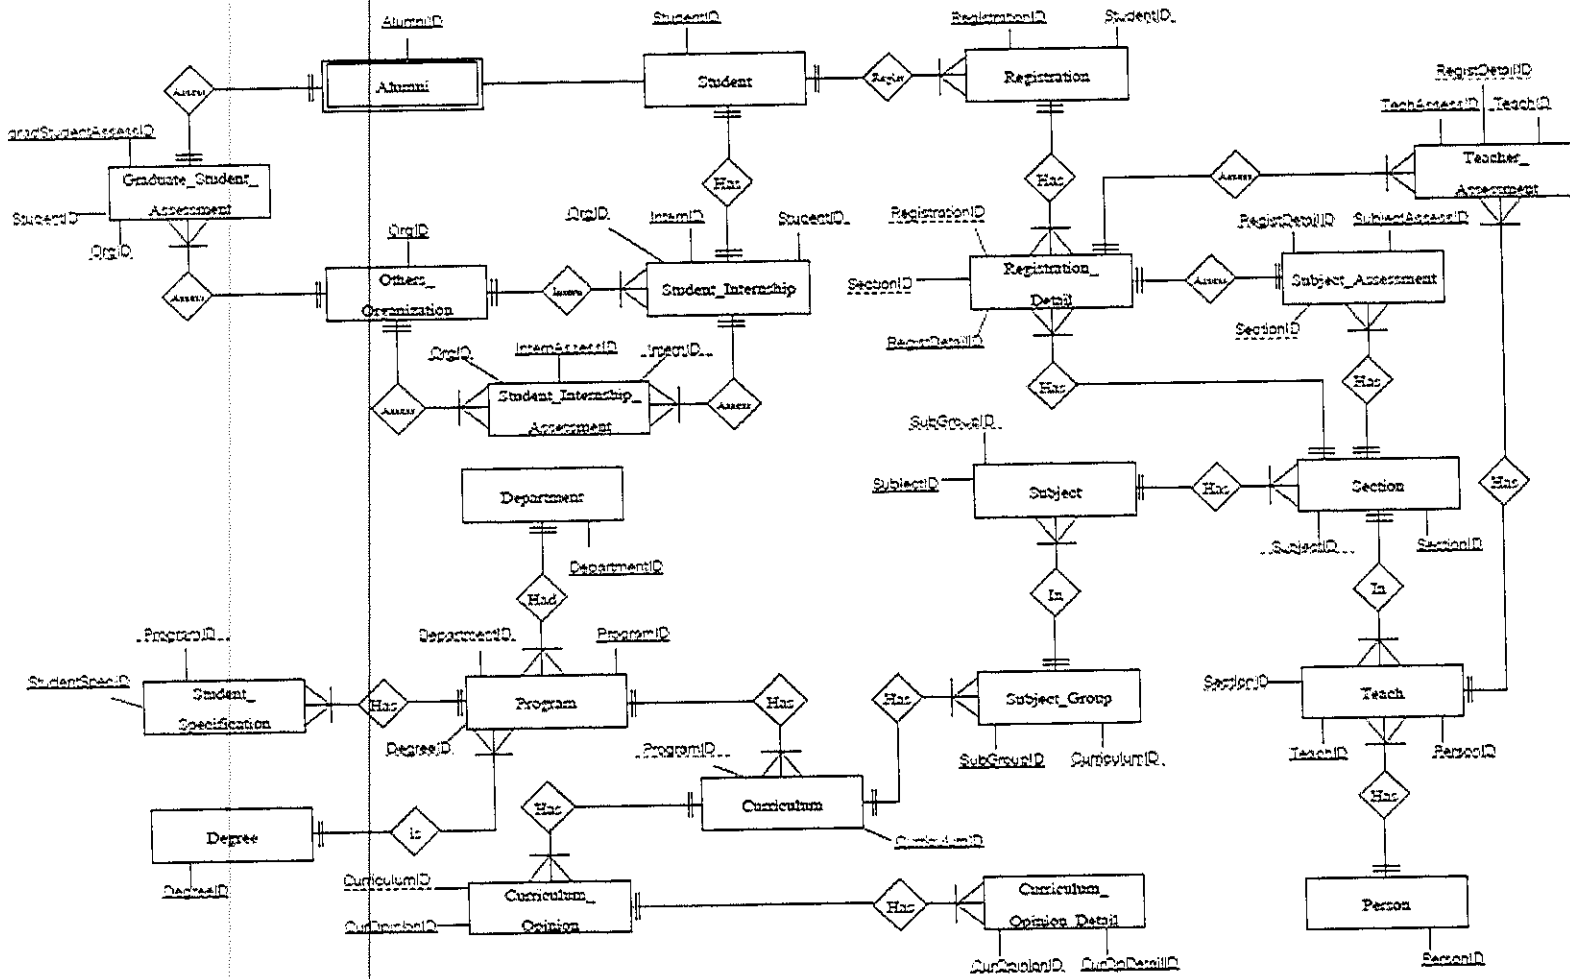 AlumniID
StudentID
RegistrationID
StudentID
Alumni
Student
Register
Registration
RegistDetailID
TechAssessID
TeachID
Assess
gradStudentAssessID
Graduate_Student_
Assessment
StudentID
OrgID
Assess
Has
Has
Assess
Teacher_
Assessment
OrgID
OrgID
InternID
StudentID
RegistrationID
RegistDetailID
SubjectAssessID
Others_
Organization
Intern
Student_Internship
SectionID
Registration_
Detail
RegistDetailID
Assess
Subject_Assessment
SectionID
OrgID
InternAssessID
InternID
Assess
Student_Internship_
Assessment
Assess
Has
Has
SubGroupID
SubjectID
Subject
Has
Section
SubjectID
SectionID
Has
Department
DepartmentID
Had
In
In
ProgramID
StudentSpecID
Student_
Specification
Has
DepartmentID
ProgramID
Program
DegreeID
Has
Has
Subject_Group
SubGroupID
CurriculumID
SectionID
Teach
TeachID
PersonID
ProgramID
Curriculum
CurriculumID
Has
Has
Degree
DegreeID
is
CurriculumID
CurOpinionID
Curriculum_
Opinion
Has
Curriculum_
Opinion_Detail
CurOpinionID
CurOpDetailID
Person
PersonID